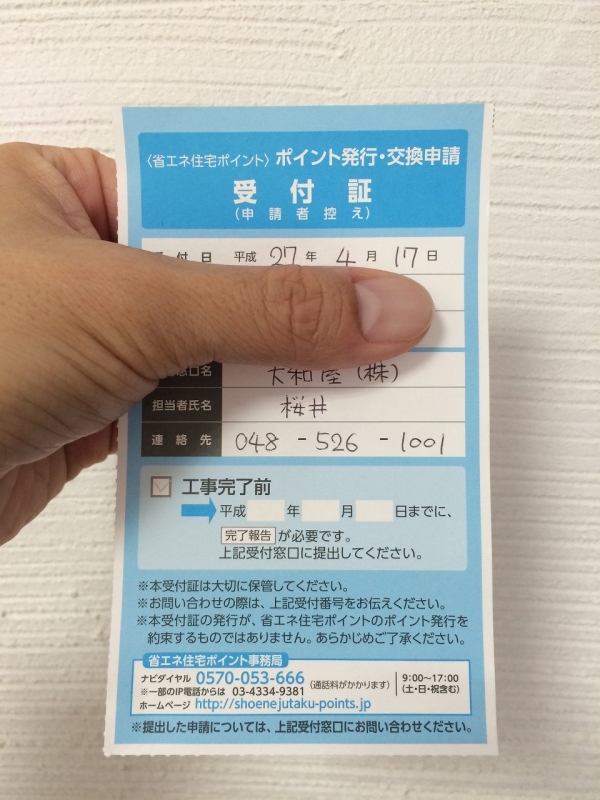 〈省エネ住宅ポイント〉ポイント発行・交換申請
受付証
(申請者控え)
受付日 平成 27 年 4 月 17 日
窓口名 大和屋(株)
担当者氏名 桜井
連絡先 048 - 526 - 1001
工事完了前
平成 年 月 日までに、
完了報告 が必要です。
上記受付窓口に提出してください。
※本受付証は大切に保管してください。
※お問い合わせの際は、上記受付番号をお伝えください。
※本受付証の発行が、省エネ住宅ポイントのポイント発行を
約束するものではありません。あらかじめご了承ください。
省エネ住宅ポイント事務局
ナビダイヤル 0570-053-666 (通話料がかかります) 9:00~17:00
※一部のIP電話からは 03-4334-9381 (土・日・祝含む)
ホームページ http://shoenejutaku-points.jp
※提出した申請については、上記受付窓口にお問い合わせください。